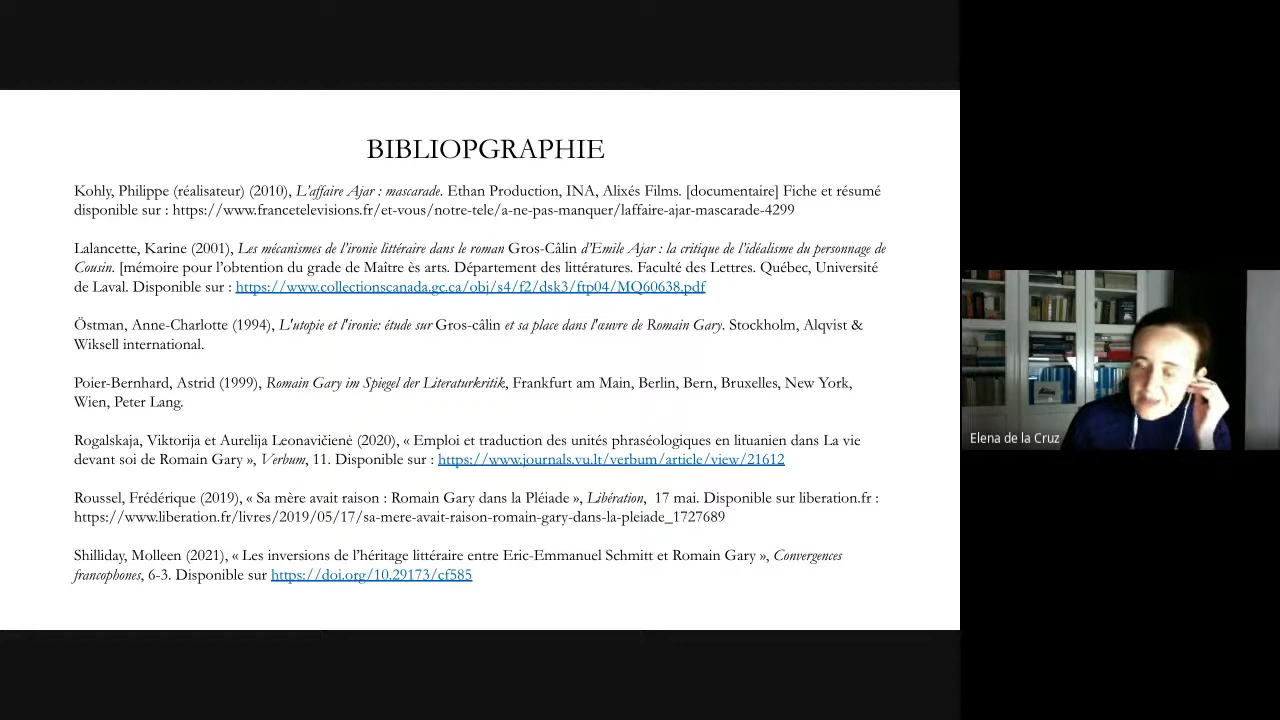 BIBLIOPGRAPHIE
Kohly, Philippe (réalisateur) (2010), L'affaire Ajar : mascarade. Ethan Production, INA, Alixés Films. [documentaire] Fiche et résumé
disponible sur : https://www.francetelevisions.fr/et-vous/notre-tele/a-ne-pas-manquer/laffaire-ajar-mascarade-4299
Lalancette, Karine (2001), Les mécanismes de l'ironie littéraire dans le roman Gros-Câlin d'Emile Ajar : la critique de l'idéalisme du personnage de
Cousin. [mémoire pour l'obtention du grade de Maître ès arts. Département des littératures. Faculté des Lettres. Québec, Université
de Laval. Disponible sur : https://www.collectionscanada.gc.ca/obj/s4/f2/dsk3/ftp04/MQ60638.pdf
Östman, Anne-Charlotte (1994), L'utopie et l'ironie: étude sur Gros-câlin et sa place dans l'œuvre de Romain Gary. Stockholm, Alqvist &
Wiksell international.
Poier-Bernhard, Astrid (1999), Romain Gary im Spiegel der Literaturkritik, Frankfurt am Main, Berlin, Bern, Bruxelles, New York,
Wien, Peter Lang.
Rogalskaja, Viktorija et Aurelija Leonavičienė (2020), « Emploi et traduction des unités phraséologiques en lituanien dans La vie
devant soi de Romain Gary », Verbum, 11. Disponible sur : https://www.journals.vu.lt/verbum/article/view/21612
Roussel, Frédérique (2019), « Sa mère avait raison : Romain Gary dans la Pléiade », Libération, 17 mai. Disponible sur liberation.fr :
https://www.liberation.fr/livres/2019/05/17/sa-mere-avait-raison-romain-gary-dans-la-pleiade_1727689
Shilliday, Molleen (2021), « Les inversions de l'héritage littéraire entre Eric-Emmanuel Schmitt et Romain Gary », Convergences
francophones, 6-3. Disponible sur https://doi.org/10.29173/cf585
Elena de la Cruz